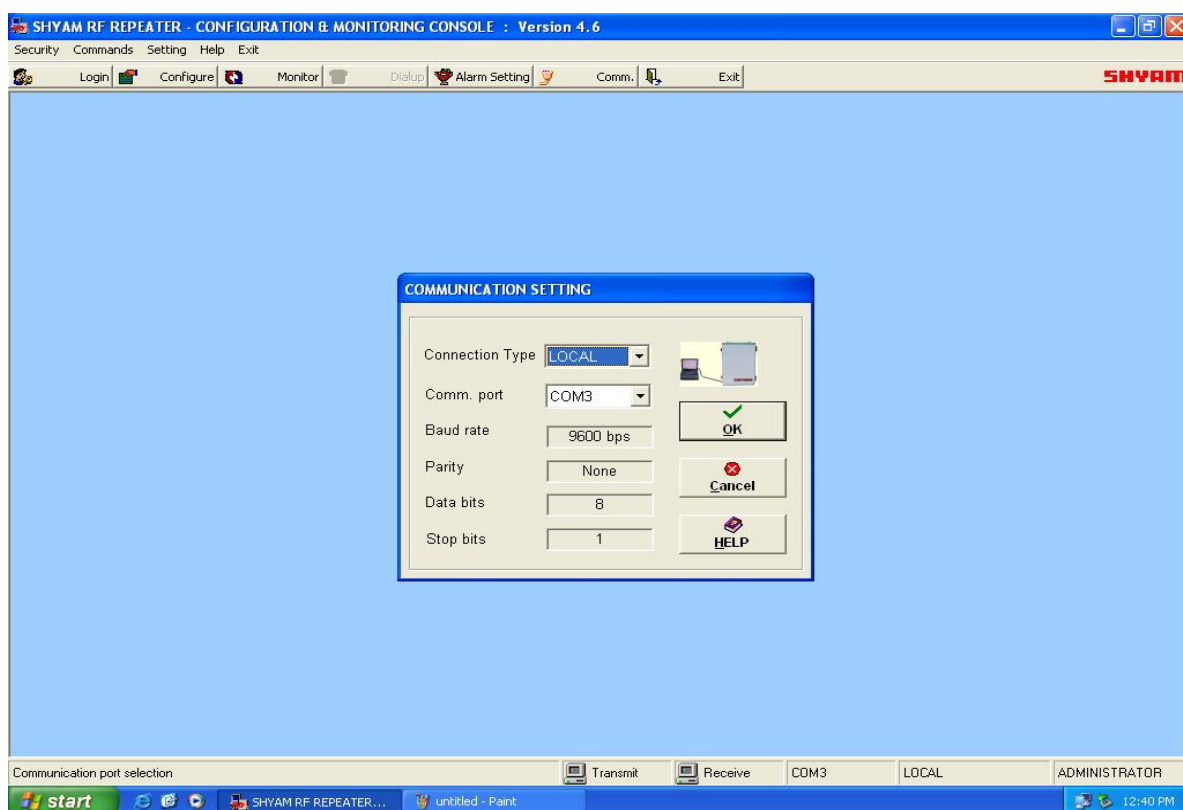 SHYAM RF REPEATER - CONFIGURATION & MONITORING CONSOLE : Version 4.6
Security Commands Setting Help Exit
Login Configure Monitor Dialup Alarm Setting Comm. Exit SHYAM
COMMUNICATION SETTING
Connection Type LOCAL
Comm. port COM3
Baud rate 9600 bps
OK
Parity None
Cancel
Data bits 8
Stop bits 1
HELP
Communication port selection Transmit Receive COM3 LOCAL ADMINISTRATOR
start SHYAM RF REPEATER... untitled - Paint 12:40 PM